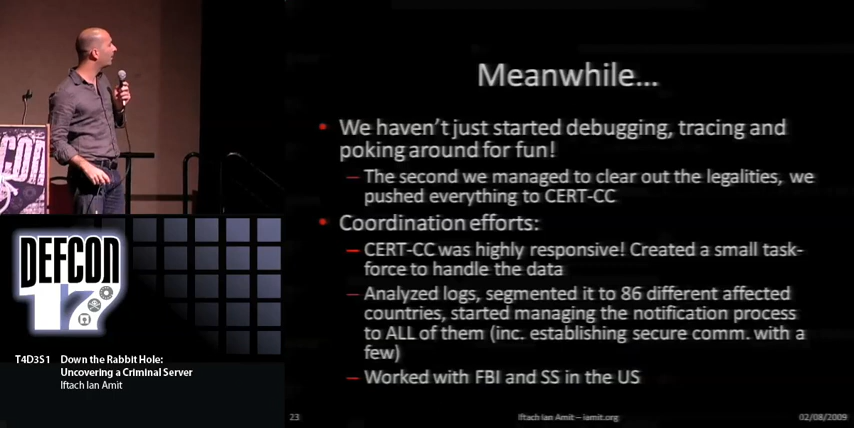 Meanwhile...
We haven't just started debugging, tracing and
poking around for fun!
– The second we managed to clear out the legalities, we
pushed everything to CERT-CC
Coordination efforts:
– CERT-CC was highly responsive! Created a small task-
force to handle the data
– Analyzed logs, segmented it to 86 different affected
countries, started managing the notification process
to ALL of them (inc. establishing secure comm. with a
few)
– Worked with FBI and SS in the US
23
Iftach Ian Amit – iamit.org
02/08/2009
DEFCON
17
T4D3S1 Down the Rabbit Hole:
Uncovering a Criminal Server
Iftach Ian Amit